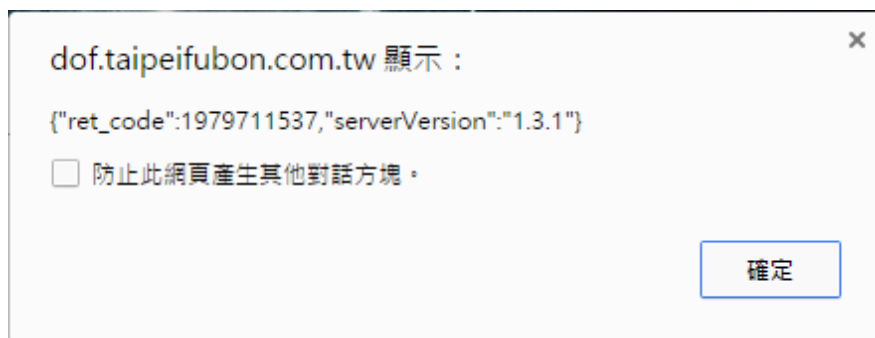 dof.taipeifubon.com.tw 顯示：
{"ret_code":1979711537,"serverVersion":"1.3.1"}
防止此網頁產生其他對話方塊。
確定